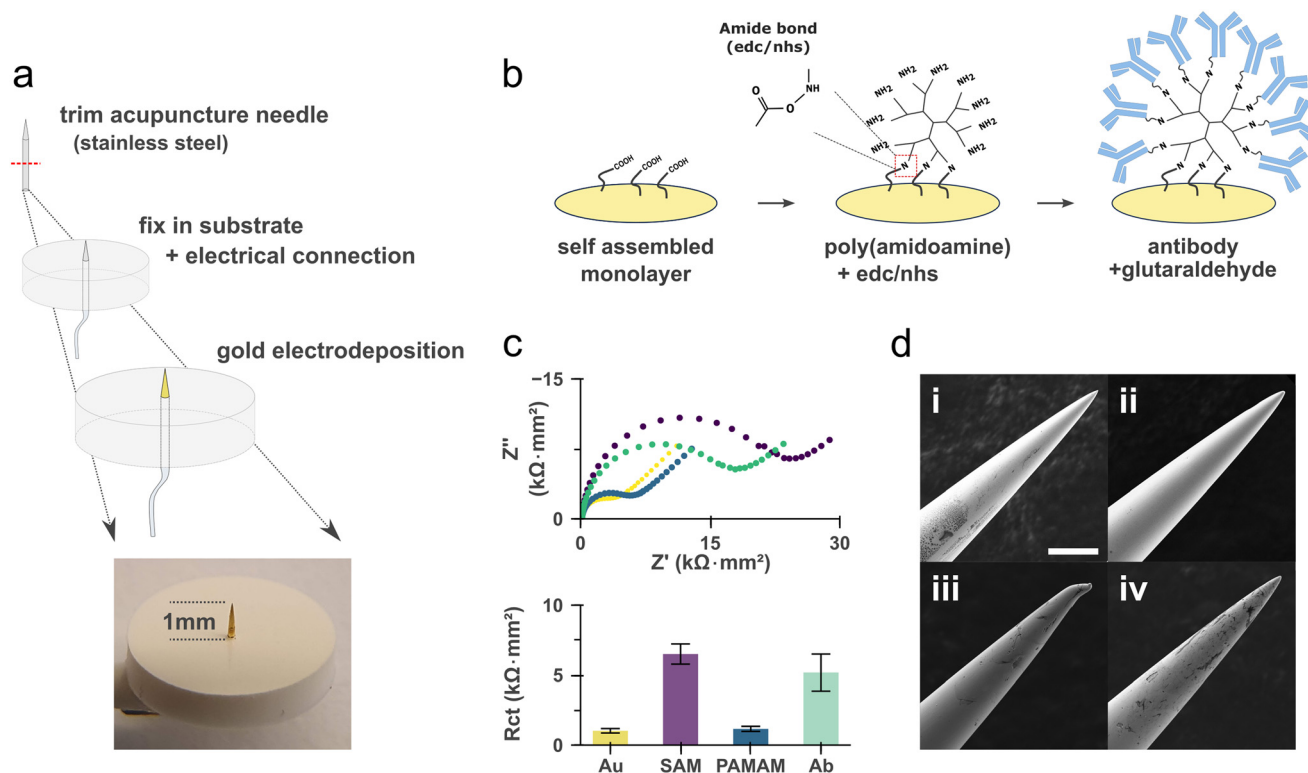 a
trim acupuncture needle
(stainless steel)
fix in substrate
+ electrical connection
gold electrodeposition
1mm
b
Amide bond
(edc/nhs)
O
O
NH
COOH
COOH
COOH
self assembled
monolayer
NH2
NH2
NH2
NH2
NH2
NH2
NH2
NH2
NH2
NH2
N
N
N
poly(amidoamine)
+ edc/nhs
N
N
N
N
N
N
N
N
N
N
N
N
antibody
+glutaraldehyde
c
−15
0
Z''
(kΩ·mm²)
0
15
30
Z' (kΩ·mm²)
10
5
0
Rct (kΩ·mm²)
Au
SAM
PAMAM
Ab
d
i
ii
iii
iv